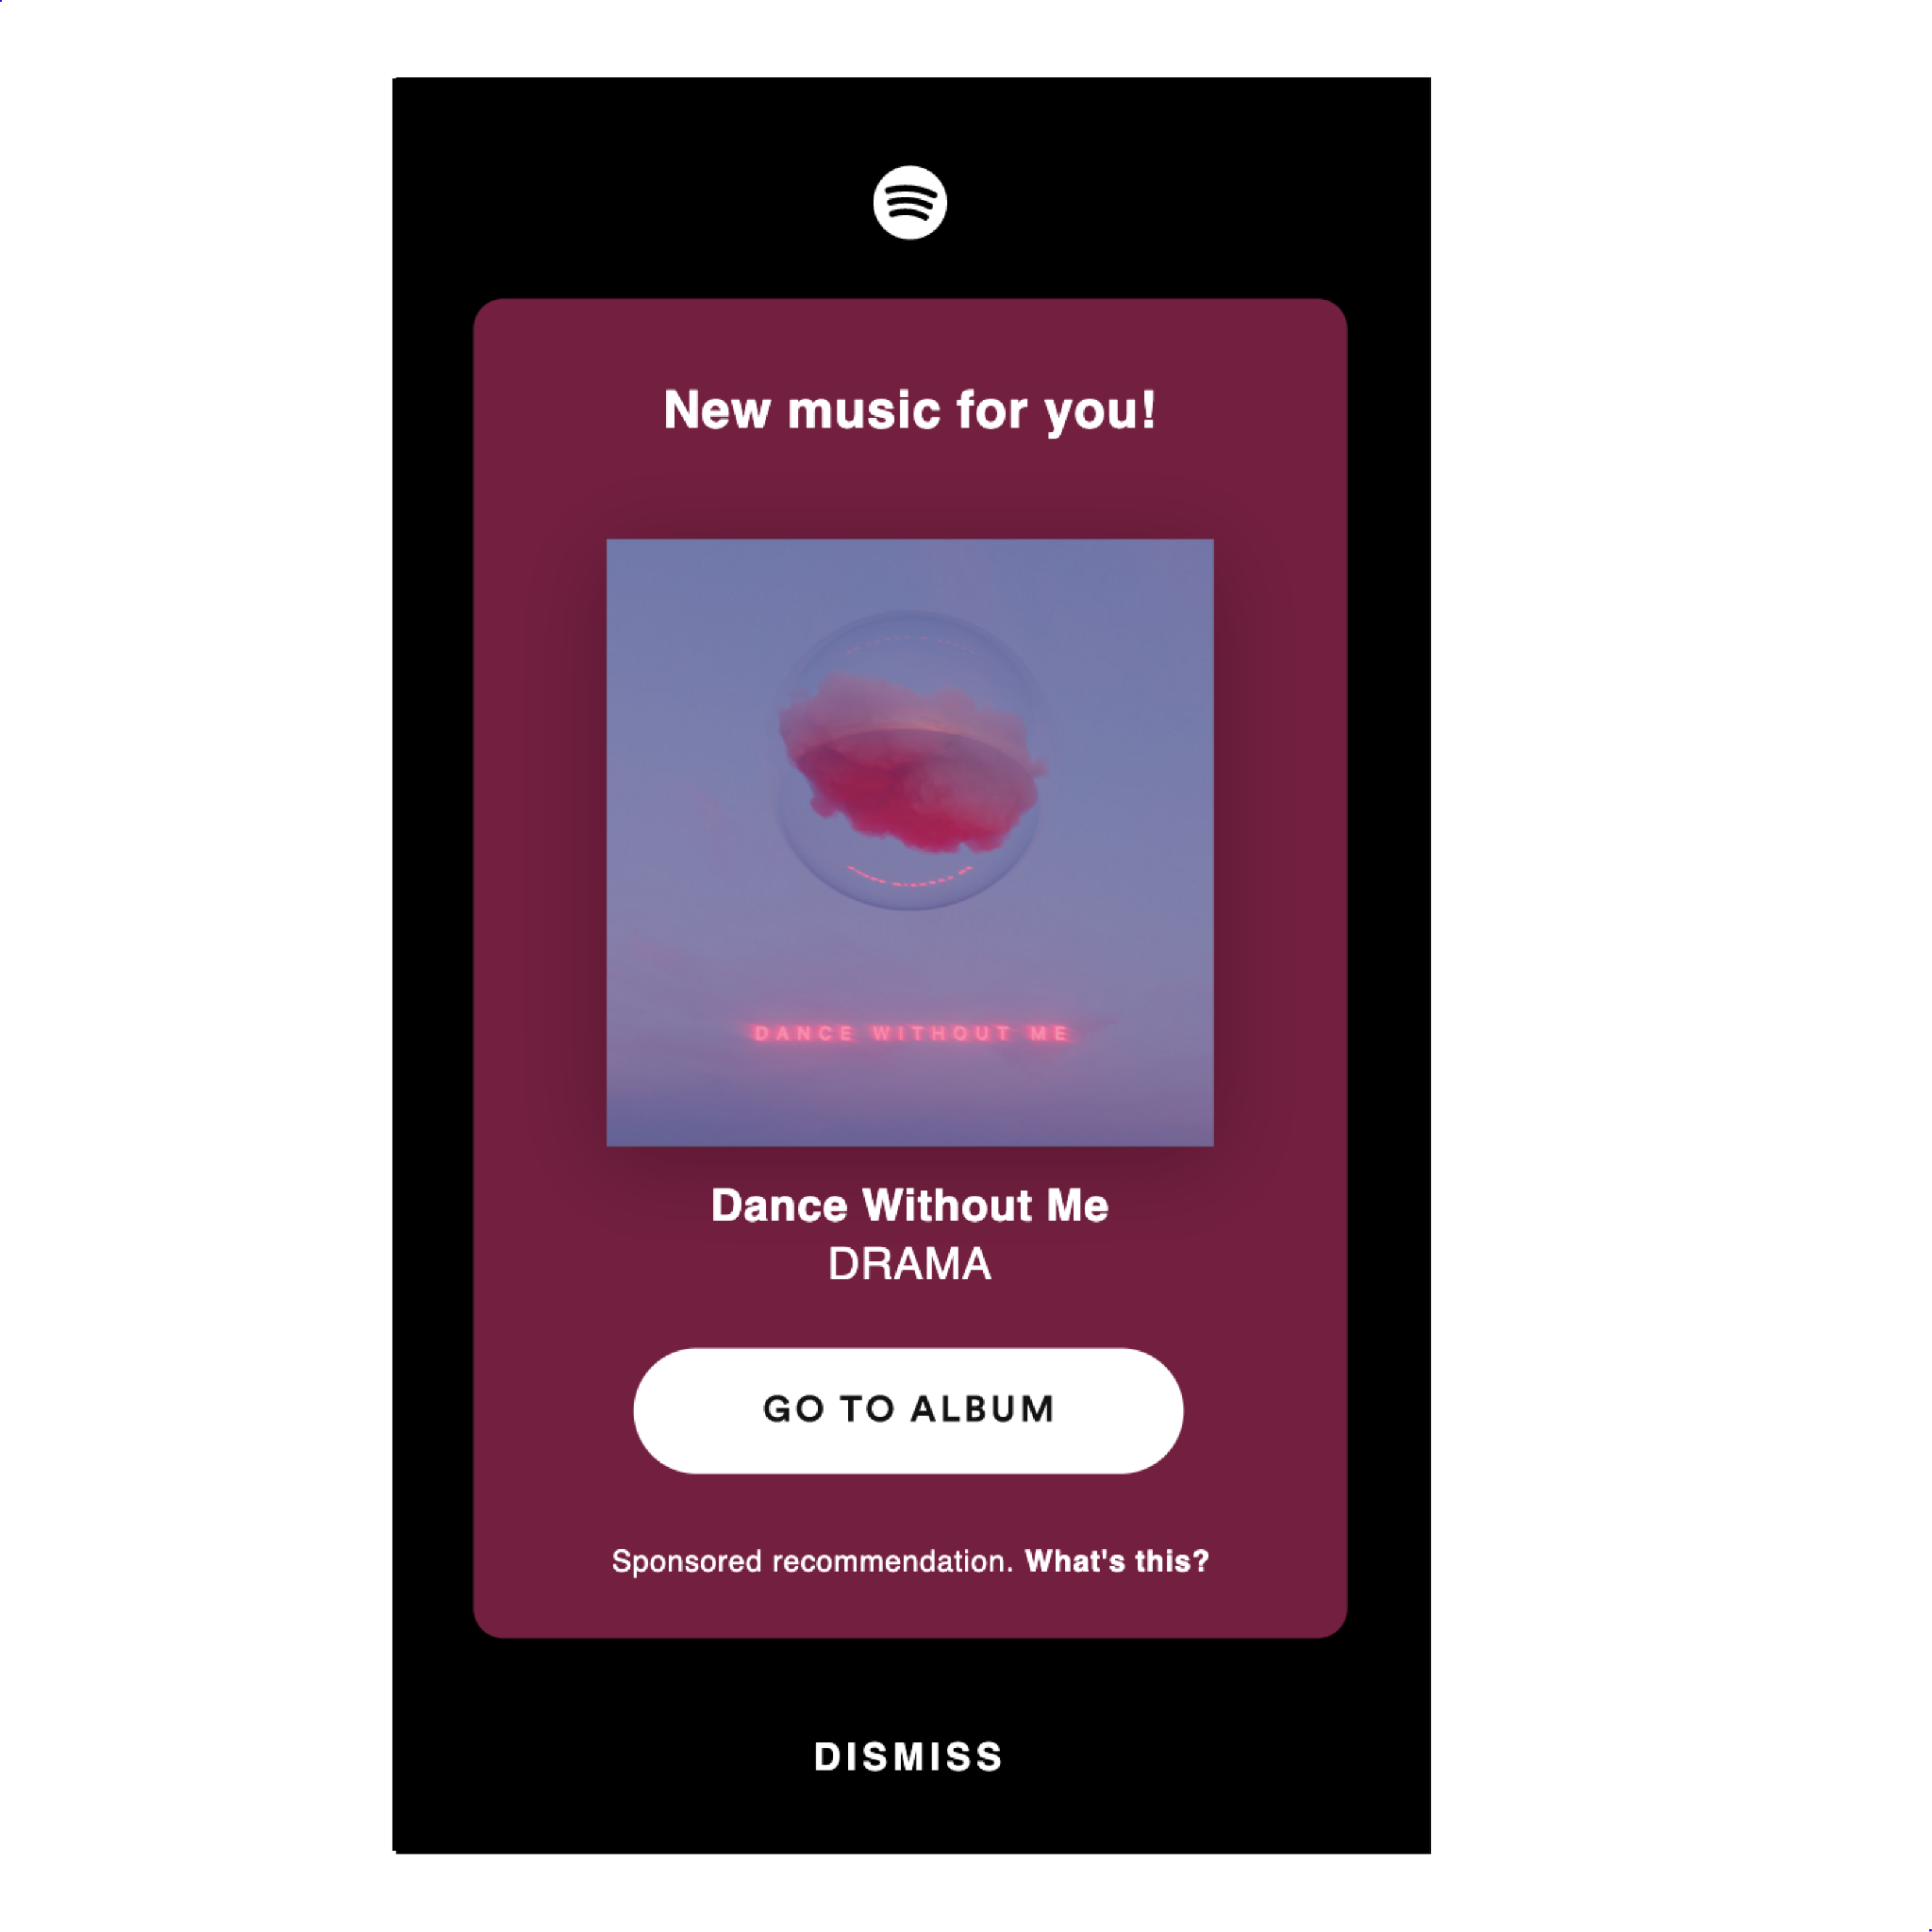 New music for you!
DANCE WITHOUT ME
Dance Without Me
DRAMA
GO TO ALBUM
Sponsored recommendation. What's this?
DISMISS